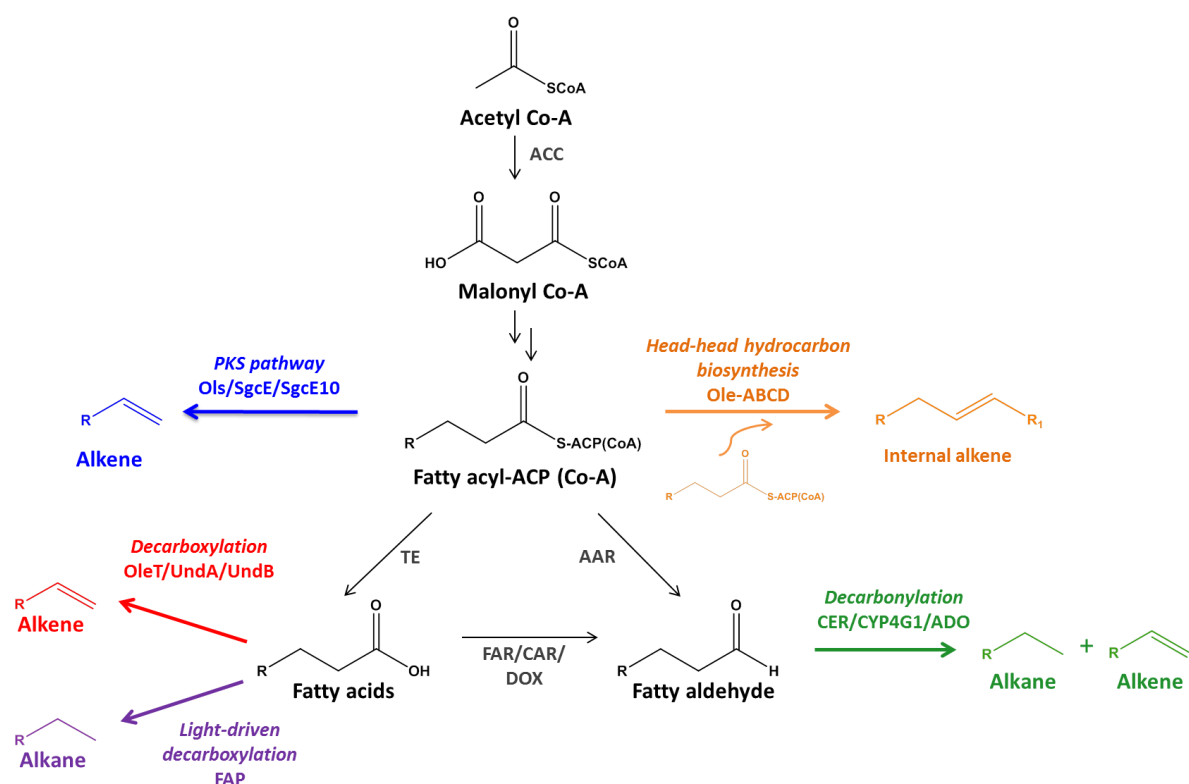 O
SCoA
Acetyl Co-A
ACC
O
O
HO
SCoA
Malonyl Co-A
PKS pathway
Ols/SgcE/SgcE10
R
Alkene
O
R
S-ACP(CoA)
Fatty acyl-ACP (Co-A)
Head-head hydrocarbon
biosynthesis
Ole-ABCD
O
R
S-ACP(CoA)
R
R1
Internal alkene
TE
AAR
Decarboxylation
OleT/UndA/UndB
R
Alkene
O
R
OH
Fatty acids
FAR/CAR/
DOX
O
R
H
Fatty aldehyde
Decarbonylation
CER/CYP4G1/ADO
R
Alkane
+
R
Alkene
R
Alkane
Light-driven
decarboxylation
FAP